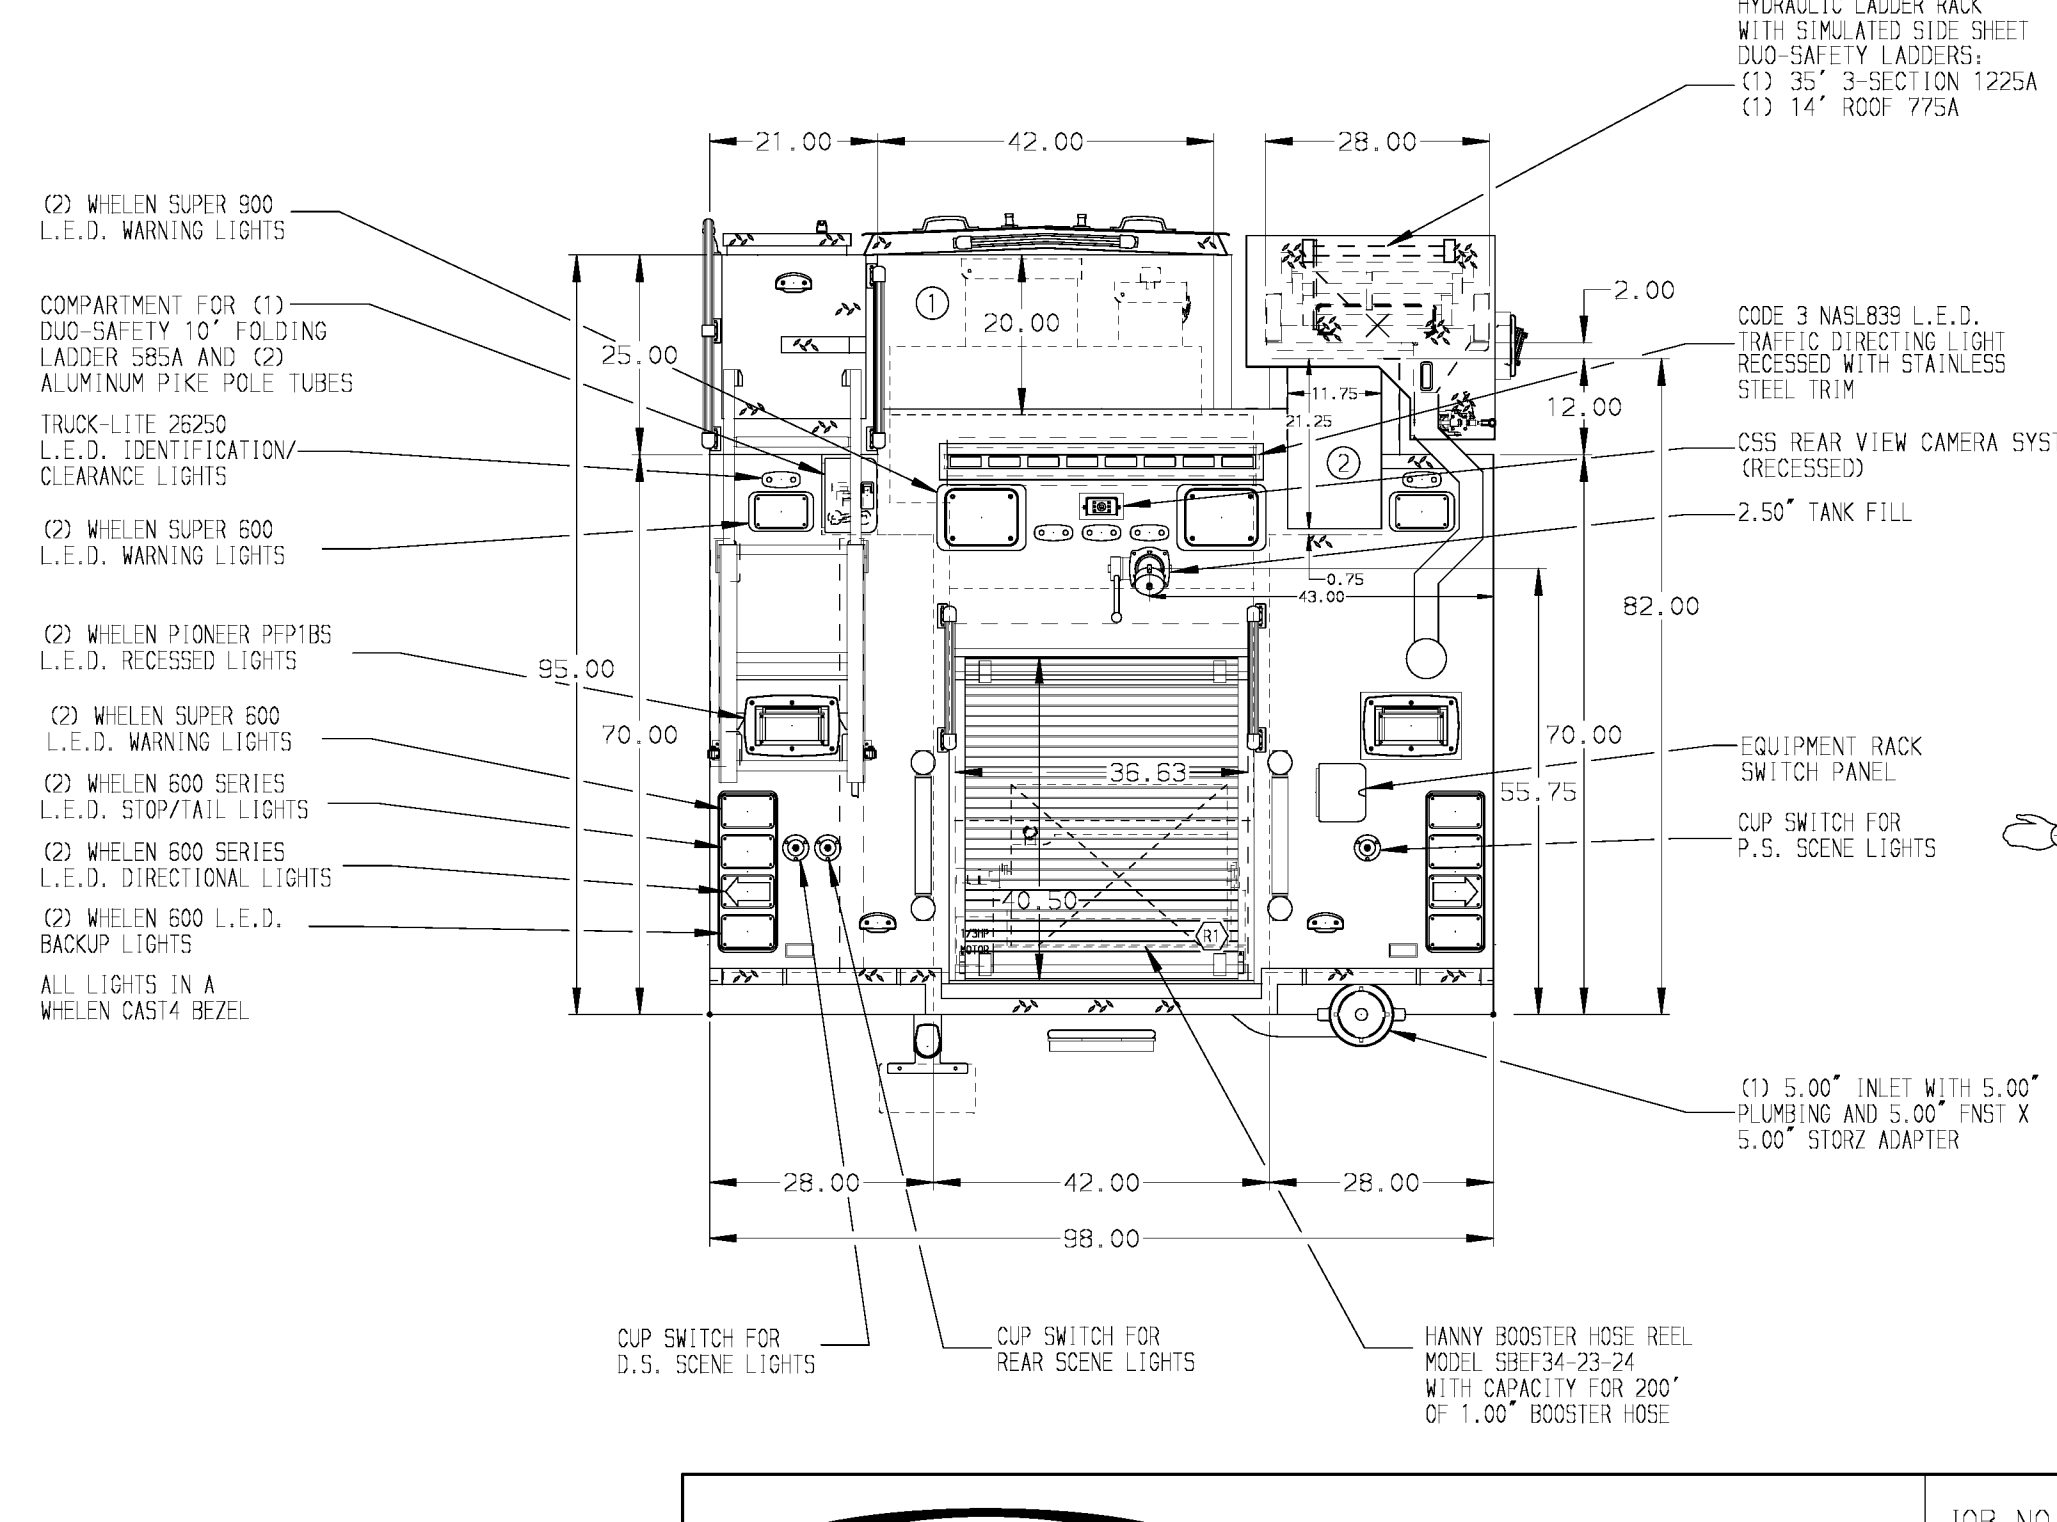 HYDRAULIC LADDER RACK
WITH SIMULATED SIDE SHEET
DUO-SAFETY LADDERS:
(1) 35' 3-SECTION 1225A
(1) 14' ROOF 775A
21.00
42.00
28.00
(2) WHELEN SUPER 900
L.E.D. WARNING LIGHTS
COMPARTMENT FOR (1)
DUO-SAFETY 10' FOLDING
LADDER 585A AND (2)
ALUMINUM PIKE POLE TUBES
TRUCK-LITE 26250
L.E.D. IDENTIFICATION/
CLEARANCE LIGHTS
(2) WHELEN SUPER 600
L.E.D. WARNING LIGHTS
(2) WHELEN PIONEER PFP1BS
L.E.D. RECESSED LIGHTS
(2) WHELEN SUPER 600
L.E.D. WARNING LIGHTS
(2) WHELEN 600 SERIES
L.E.D. STOP/TAIL LIGHTS
(2) WHELEN 600 SERIES
L.E.D. DIRECTIONAL LIGHTS
(2) WHELEN 600 L.E.D.
BACKUP LIGHTS
ALL LIGHTS IN A
WHELEN CAST4 BEZEL
1
20.00
25.00
95.00
70.00
11.75
21.25
2
0.75
43.00
36.63
40.50
1/3HP
MOTOR
R1
2.00
12.00
82.00
70.00
55.75
CODE 3 NASL839 L.E.D.
TRAFFIC DIRECTING LIGHT
RECESSED WITH STAINLESS
STEEL TRIM
CSS REAR VIEW CAMERA SYST
(RECESSED)
2.50" TANK FILL
EQUIPMENT RACK
SWITCH PANEL
CUP SWITCH FOR
P.S. SCENE LIGHTS
(1) 5.00" INLET WITH 5.00"
PLUMBING AND 5.00" FNST X
5.00" STORZ ADAPTER
28.00
42.00
28.00
98.00
CUP SWITCH FOR
D.S. SCENE LIGHTS
CUP SWITCH FOR
REAR SCENE LIGHTS
HANNY BOOSTER HOSE REEL
MODEL SBEF34-23-24
WITH CAPACITY FOR 200'
OF 1.00" BOOSTER HOSE
JOB NO